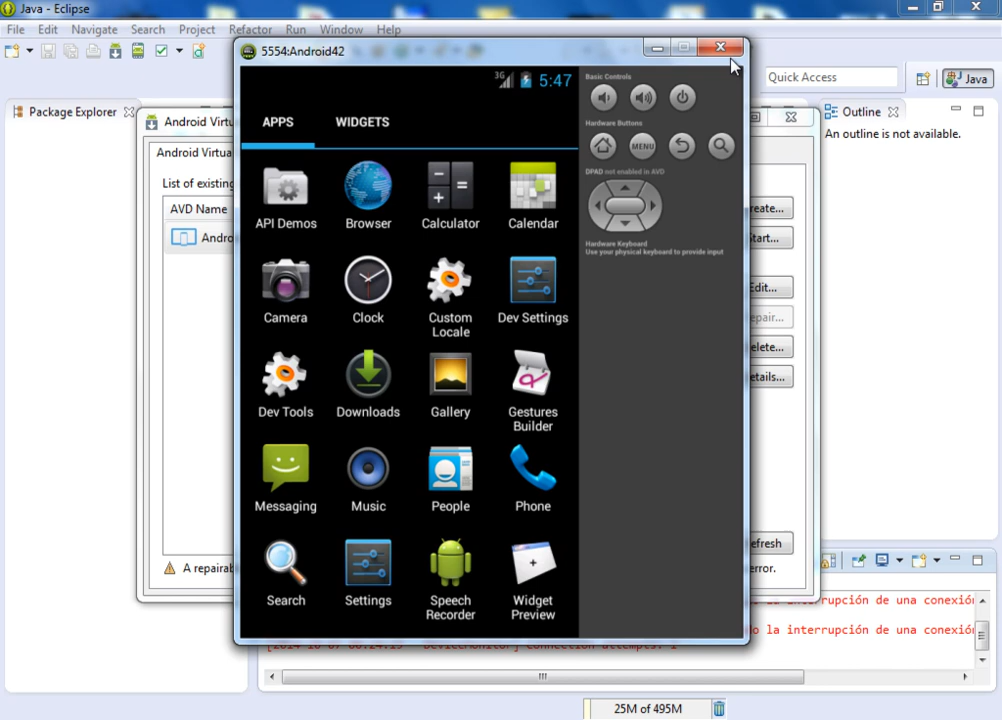 Java - Eclipse
File Edit Navigate Search Project Refactor Run Window Help
Quick Access
Java
Package Explorer
Outline
An outline is not available.
Android Virtu
Android Virtua
List of existing
AVD Name
Andro
reate...
tart...
Edit...
epair...
elete...
etails...
efresh
A repairab
error.
5554:Android42
3G
5:47
APPS WIDGETS
API Demos Browser Calculator Calendar
Camera Clock Custom Locale Dev Settings
Dev Tools Downloads Gallery Gestures Builder
Messaging Music People Phone
Search Settings Speech Recorder Widget Preview
Basic Controls
Hardware Buttons
MENU
DPAD not enabled in AVD
Hardware Keyboard
Use your physical keyboard to provide input
la interrupción de una conexión
o la interrupción de una conexión
25M of 495M